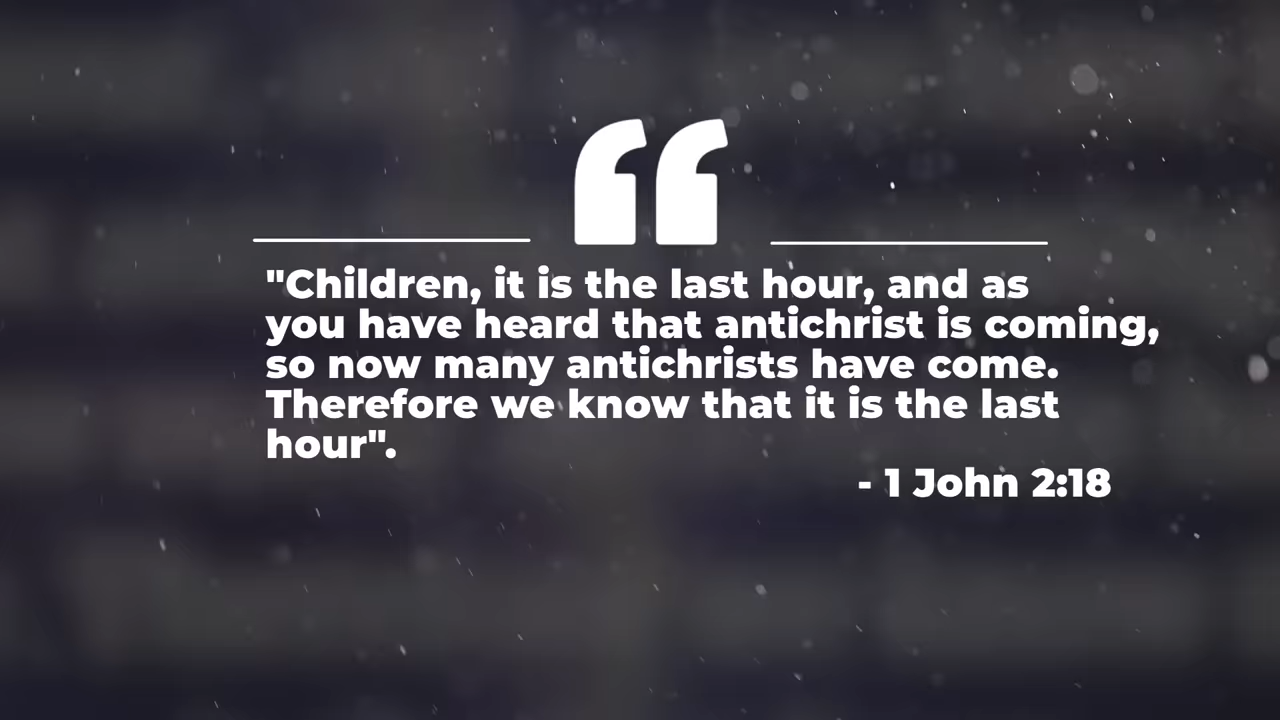 "Children, it is the last hour, and as
you have heard that antichrist is coming,
so now many antichrists have come.
Therefore we know that it is the last
hour".
- 1 John 2:18